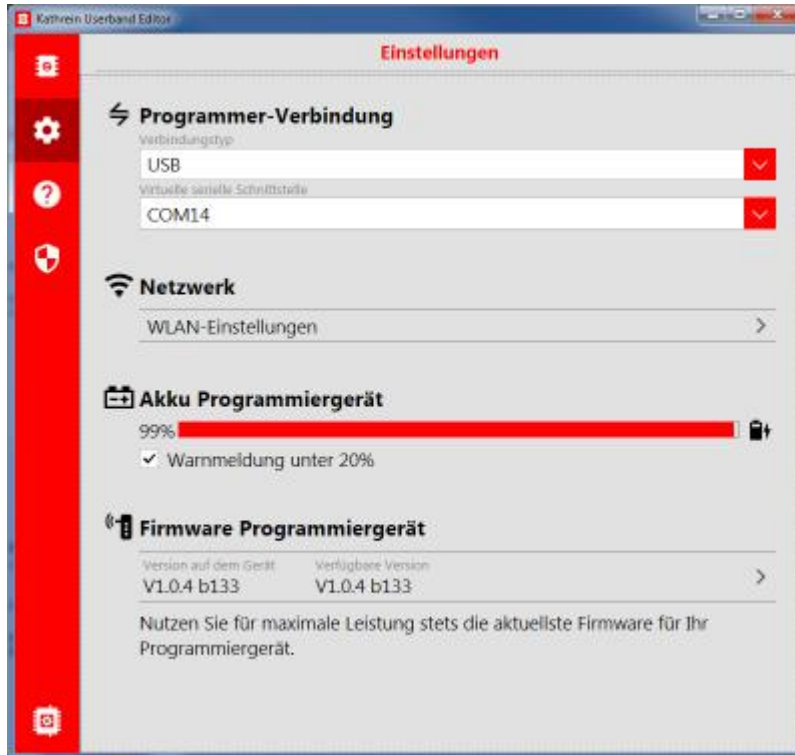 Kathrein Userband Editor
Einstellungen
Programmer-Verbindung
Verbindungstyp
USB
Virtuelle serielle Schnittstelle
COM14
Netzwerk
WLAN-Einstellungen
Akku Programmiergerät
99%
Warnmeldung unter 20%
Firmware Programmiergerät
Version auf dem Gerät Verfügbare Version
V1.0.4 b133 V1.0.4 b133
Nutzen Sie für maximale Leistung stets die aktuellste Firmware für Ihr
Programmiergerät.